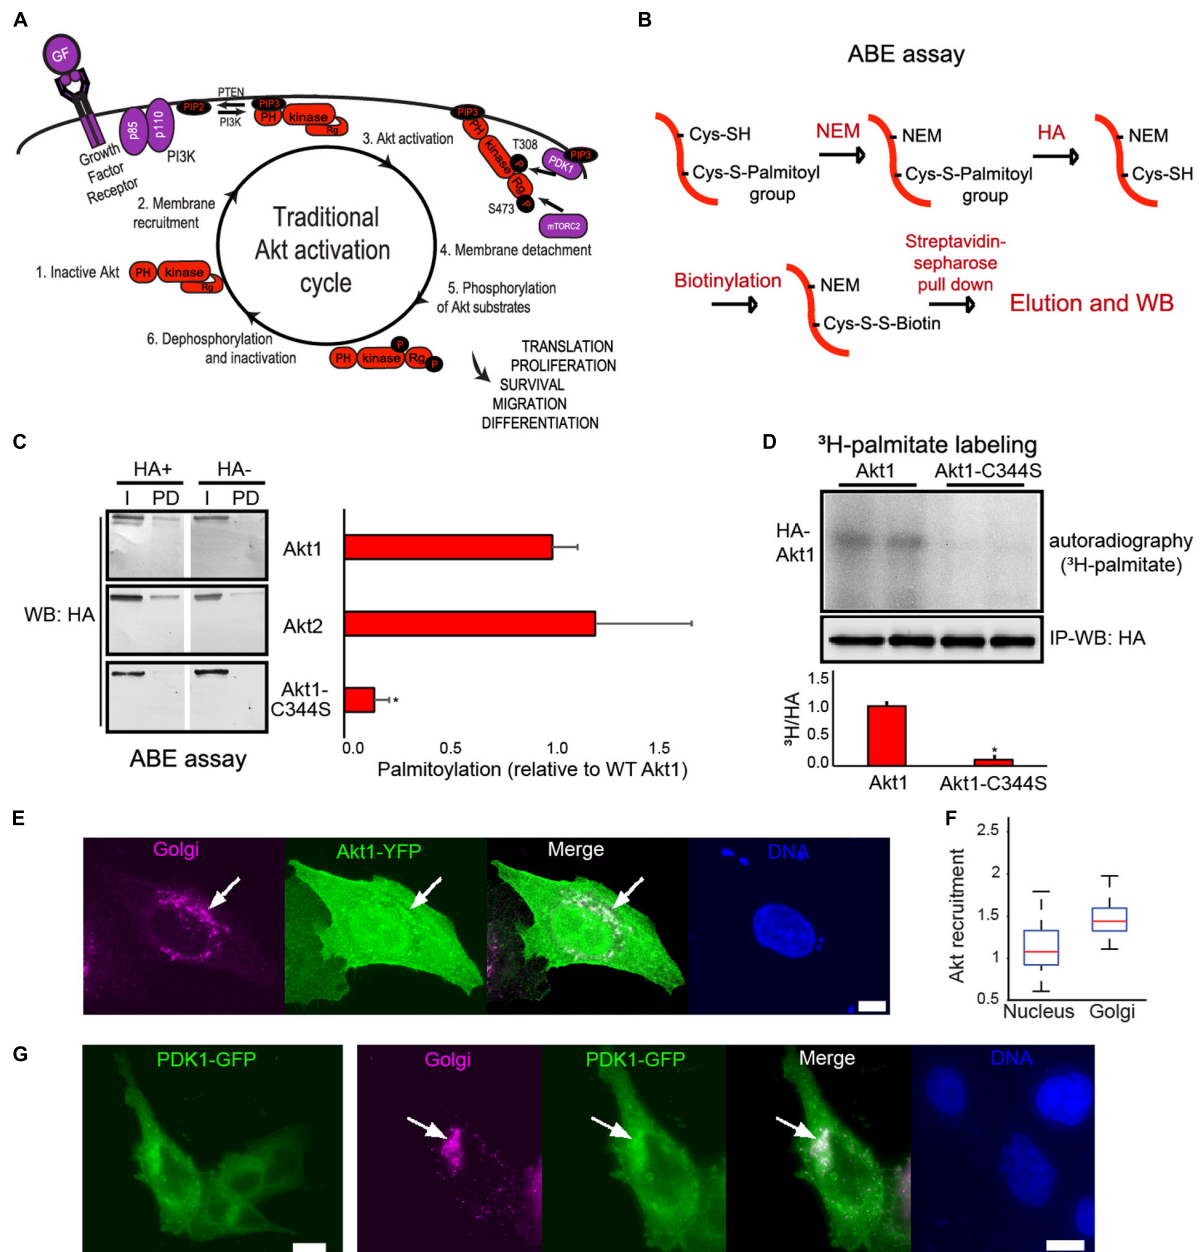 A
GF
Growth
Factor
Receptor
p85
p110
PI3K
PIP2
PTEN
PI3K
PIP3
PH
kinase
Rg
3. Akt activation
PIP3
PH
kinase
Rg
T308
P
P
S473
PDK1
PIP3
mTORC2
2. Membrane
recruitment
Traditional
Akt activation
cycle
4. Membrane detachment
1. Inactive Akt
PH
kinase
Rg
5. Phosphorylation
of Akt substrates
6. Dephosphorylation
and inactivation
PH
kinase
Rg
P
P
TRANSLATION
PROLIFERATION
SURVIVAL
MIGRATION
DIFFERENTIATION
B
ABE assay
Cys-SH
Cys-S-Palmitoyl
group
NEM
NEM
Cys-S-Palmitoyl
group
HA
NEM
Cys-SH
Biotinylation
NEM
Cys-S-S-Biotin
Streptavidin-
sepharose
pull down
Elution and WB
C
HA+ HA-
I PD I PD
WB: HA
Akt1
Akt2
Akt1-
C344S
*
0.0 0.5 1.0 1.5
ABE assay
Palmitoylation (relative to WT Akt1)
D
³H-palmitate labeling
Akt1 Akt1-C344S
HA-
Akt1
autoradiography
(³H-palmitate)
IP-WB: HA
³H/HA
1.5
1.0
0.5
0.0
*
Akt1 Akt1-C344S
E
Golgi Akt1-YFP Merge DNA
F
Akt recruitment
2.5
2
1.5
1
0.5
Nucleus Golgi
G
PDK1-GFP Golgi PDK1-GFP Merge DNA